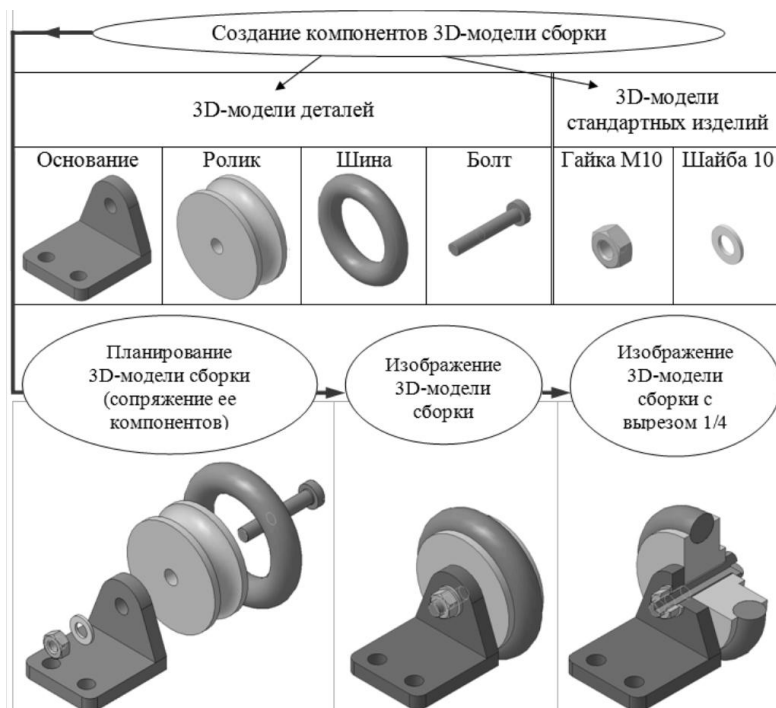 Создание компонентов 3D-модели сборки
3D-модели деталей
3D-модели
стандартных изделий
Основание
Ролик
Шина
Болт
Гайка М10
Шайба 10
Планирование
3D-модели сборки
(сопряжение ее
компонентов)
Изображение
3D-модели
сборки
Изображение
3D-модели
сборки с
вырезом 1/4